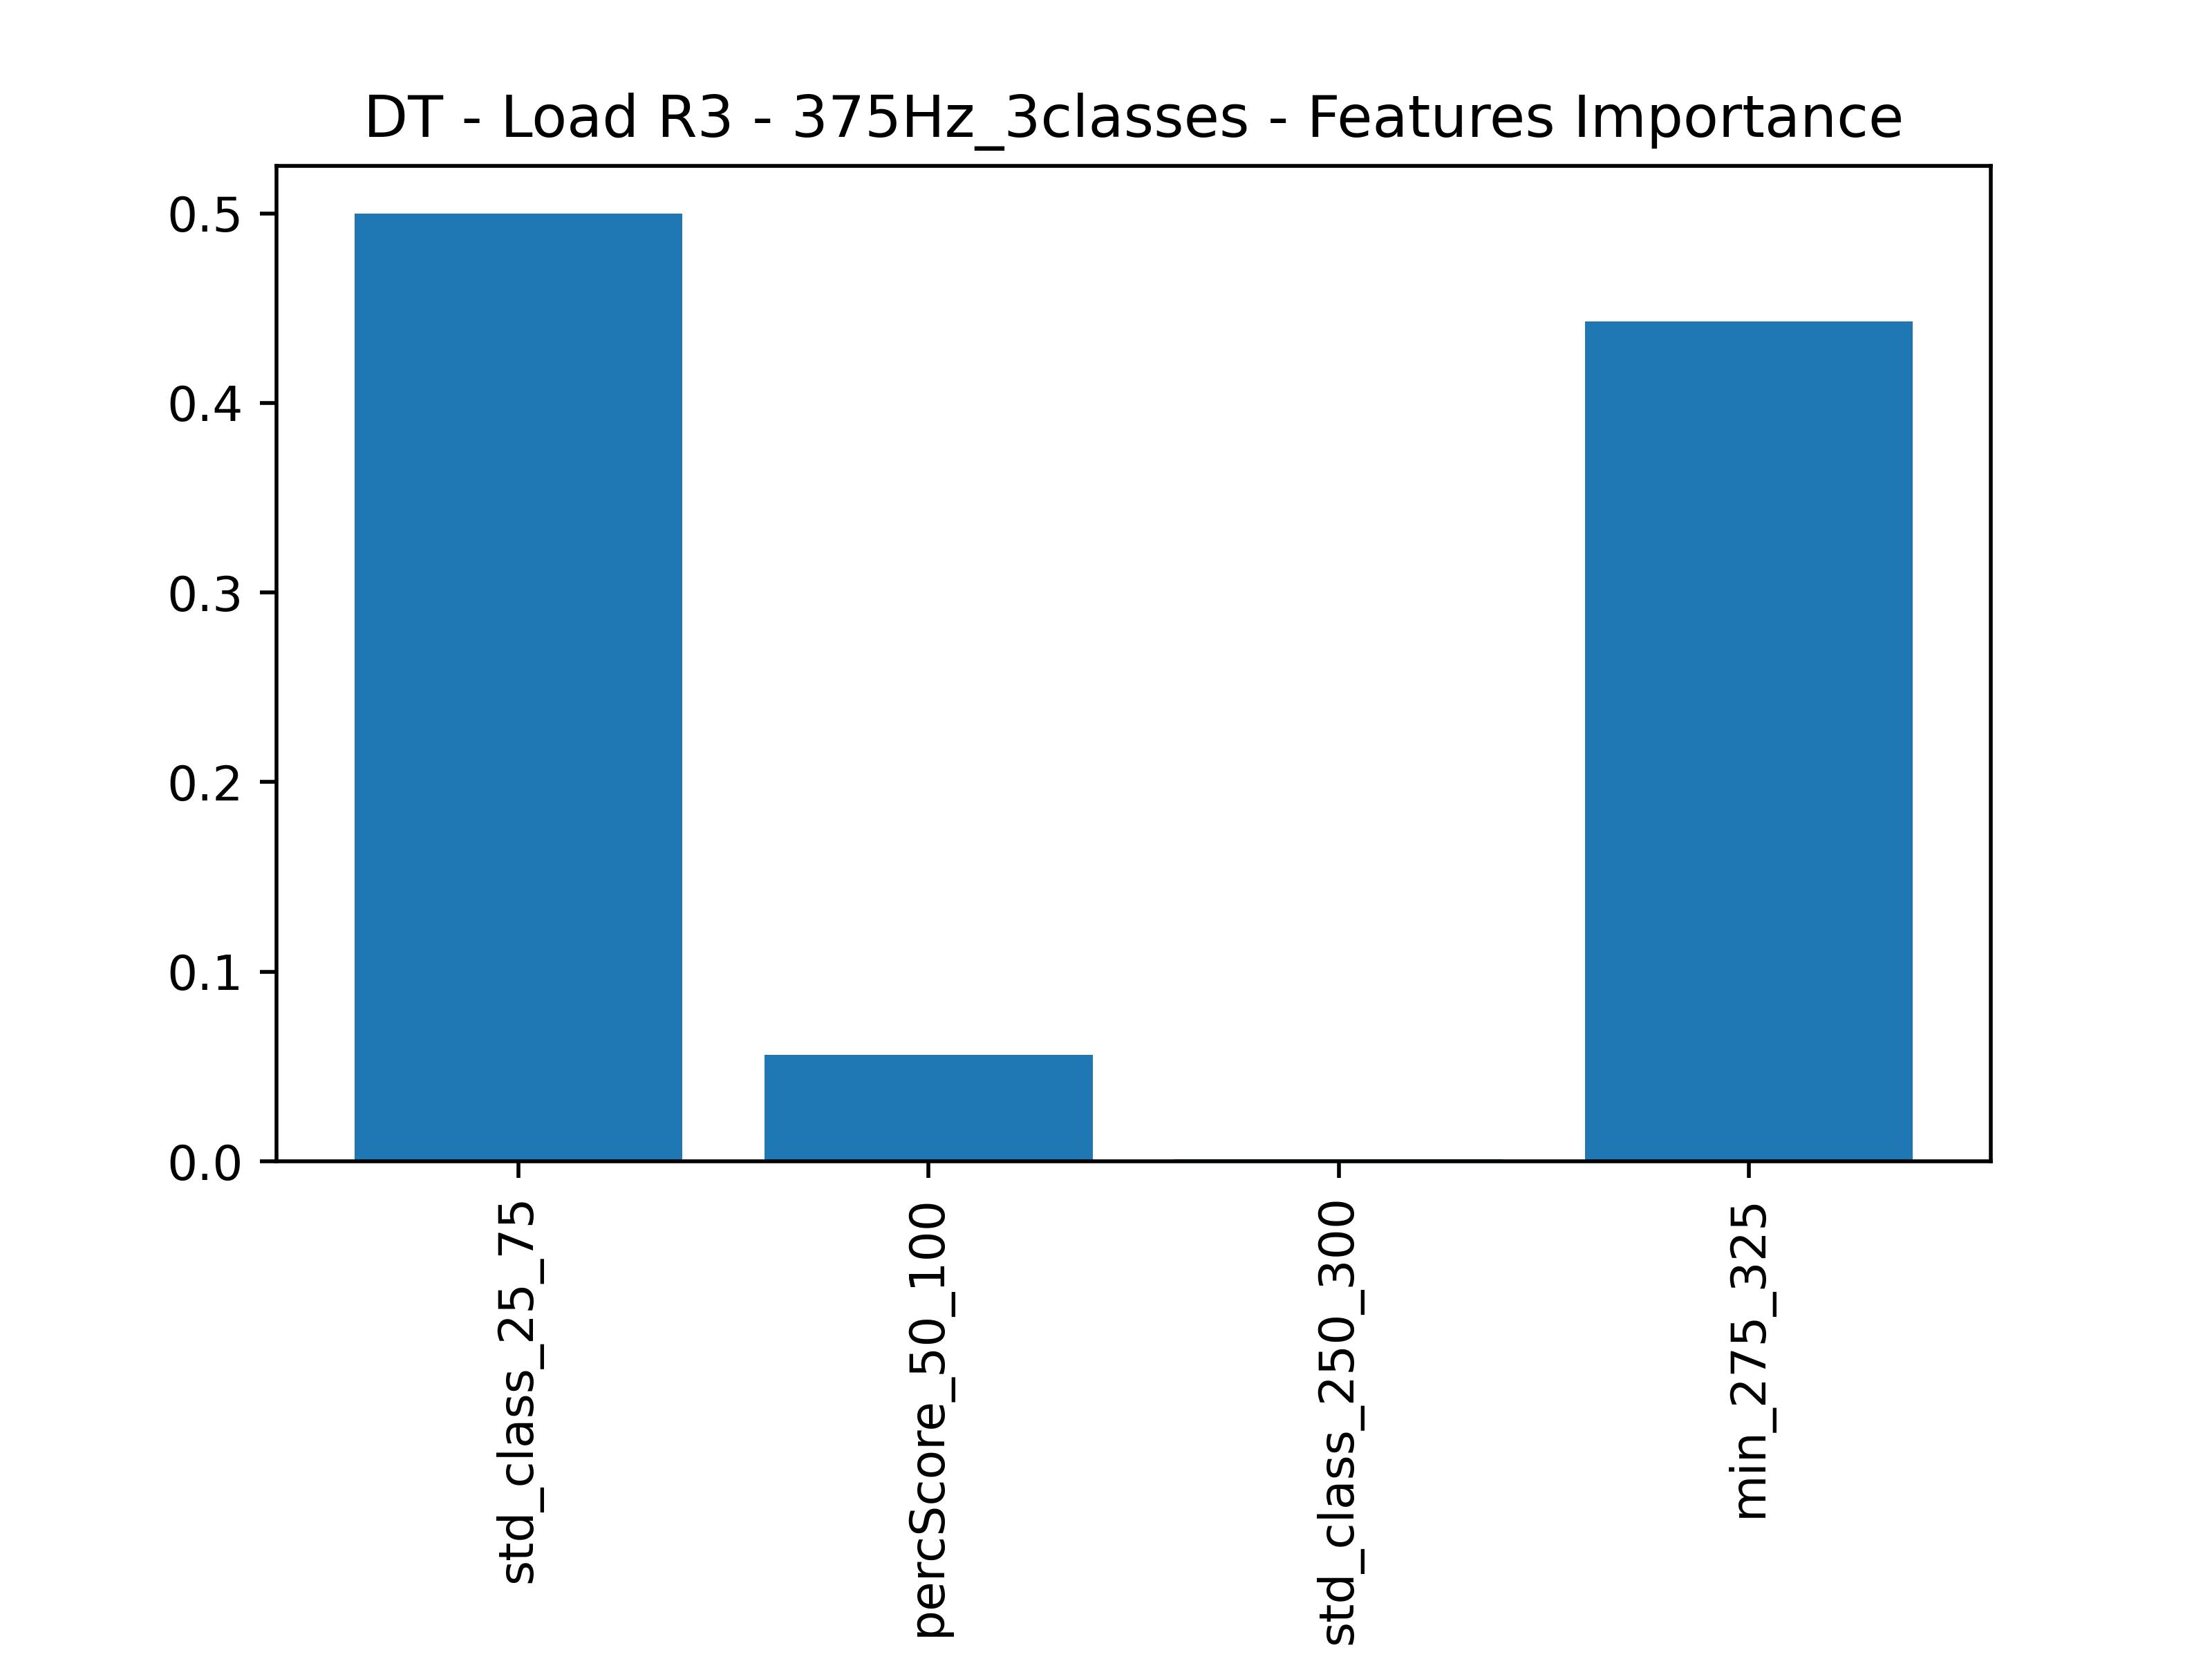 DT - Load R3 - 375Hz_3classes - Features Importance
0.5
0.4
0.3
0.2
0.1
0.0
std_class_25_75
percScore_50_100
std_class_250_300
min_275_325